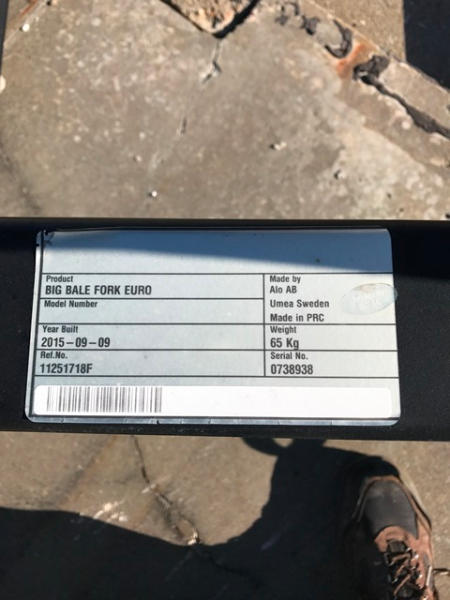 Product
BIG BALE FORK EURO
Made by
Alo AB
Model Number
Umea Sweden
Made in PRC
Year Built
2015-09-09
Weight
65 Kg
Ref.No.
11251718F
Serial No.
0738938